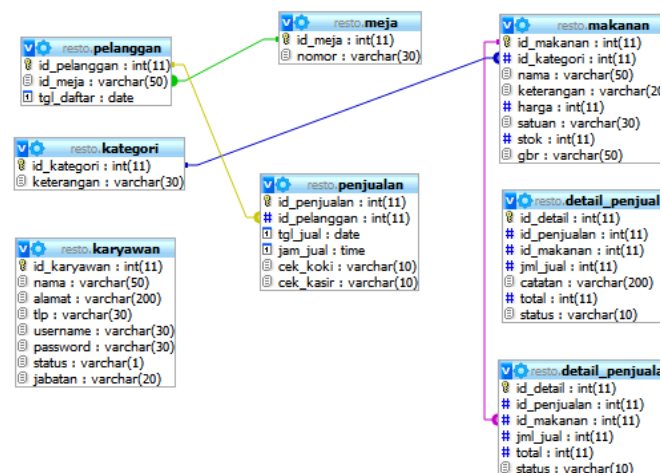 resto.pelanggan
id_pelanggan : int(11)
id_meja : varchar(50)
tgl_daftar : date
resto.meja
id_meja : int(11)
nomor : varchar(30)
resto.makanan
id_makanan : int(11)
id_kategori : int(11)
nama : varchar(50)
keterangan : varchar(20
harga : int(11)
satuan : varchar(30)
stok : int(11)
gbr : varchar(50)
resto.kategori
id_kategori : int(11)
keterangan : varchar(30)
resto.penjualan
id_penjualan : int(11)
id_pelanggan : int(11)
tgl_jual : date
jam_jual : time
cek_koki : varchar(10)
cek_kasir : varchar(10)
resto.detail_penjual
id_detail : int(11)
id_penjualan : int(11)
id_makanan : int(11)
jml_jual : int(11)
catatan : varchar(200)
total : int(11)
status : varchar(10)
resto.karyawan
id_karyawan : int(11)
nama : varchar(50)
alamat : varchar(200)
tlp : varchar(30)
username : varchar(30)
password : varchar(30)
status : varchar(1)
jabatan : varchar(20)
resto.detail_penjuala
id_detail : int(11)
id_penjualan : int(11)
id_makanan : int(11)
jml_jual : int(11)
total : int(11)
status : varchar(10)